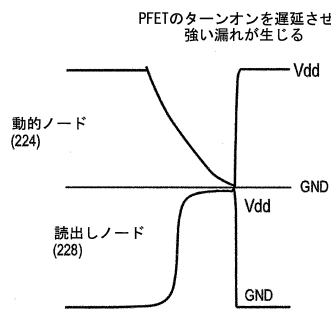 PFETのターンオンを遅延させ
強い漏れが生じる
Vdd
動的ノード
(224)
GND
Vdd
読出しノード
(228)
GND